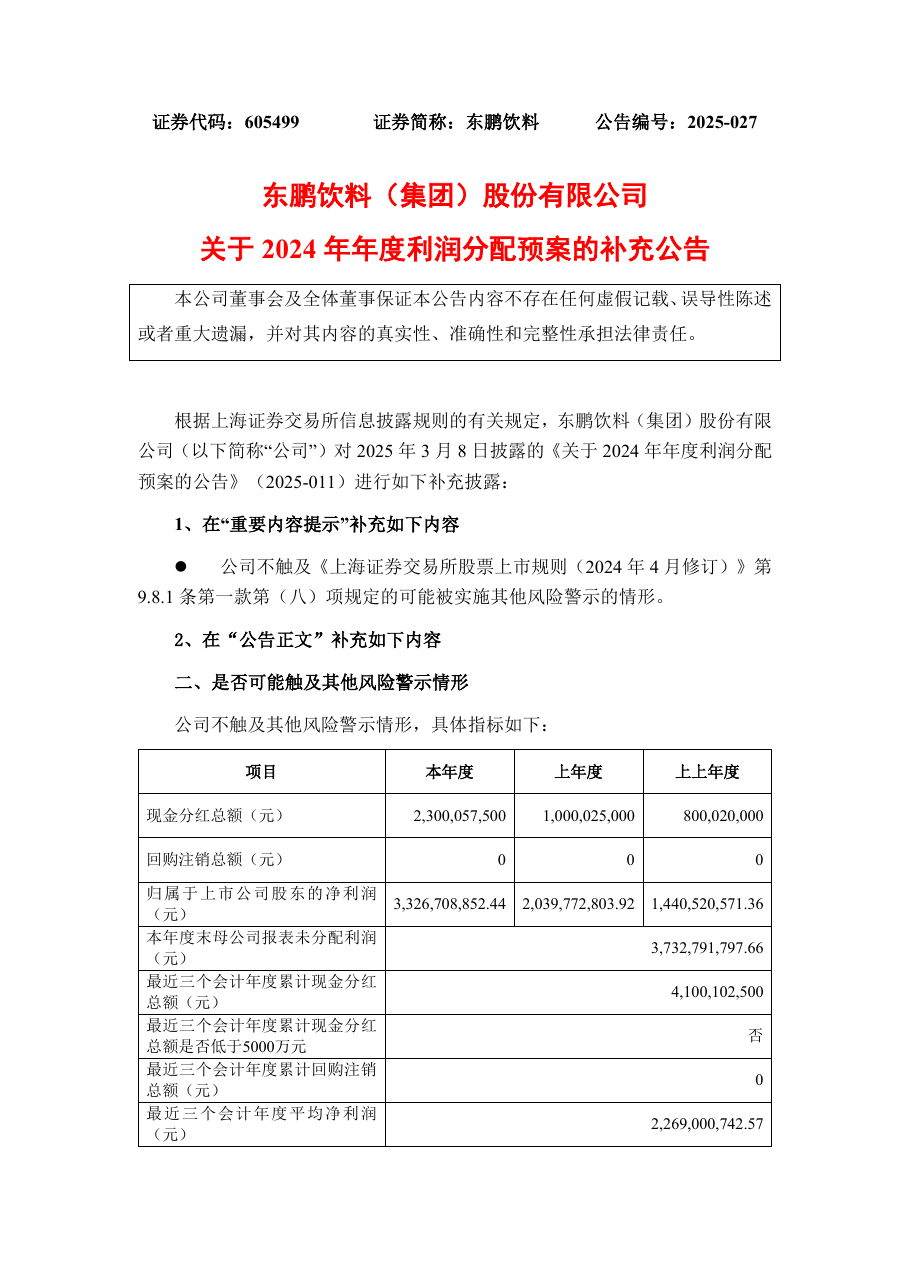 证券代码：605499 证券简称：东鹏饮料 公告编号：2025-027
东鹏饮料（集团）股份有限公司
关于 2024 年年度利润分配预案的补充公告
本公司董事会及全体董事保证本公告内容不存在任何虚假记载、误导性陈述
或者重大遗漏，并对其内容的真实性、准确性和完整性承担法律责任。
根据上海证券交易所信息披露规则的有关规定，东鹏饮料（集团）股份有限
公司（以下简称“公司”）对 2025 年 3 月 8 日披露的《关于 2024 年年度利润分配
预案的公告》（2025-011）进行如下补充披露：
1、在“重要内容提示”补充如下内容
● 公司不触及《上海证券交易所股票上市规则（2024 年 4 月修订）》第
9.8.1 条第一款第（八）项规定的可能被实施其他风险警示的情形。
2、在“公告正文”补充如下内容
二、是否可能触及其他风险警示情形
公司不触及其他风险警示情形，具体指标如下：
项目 本年度 上年度 上上年度
现金分红总额（元） 2,300,057,500 1,000,025,000 800,020,000
回购注销总额（元） 0 0 0
归属于上市公司股东的净利润
（元） 3,326,708,852.44 2,039,772,803.92 1,440,520,571.36
本年度末母公司报表未分配利润
（元） 3,732,791,797.66
最近三个会计年度累计现金分红
总额（元） 4,100,102,500
最近三个会计年度累计现金分红
总额是否低于5000万元 否
最近三个会计年度累计回购注销
总额（元） 0
最近三个会计年度平均净利润
（元） 2,269,000,742.57